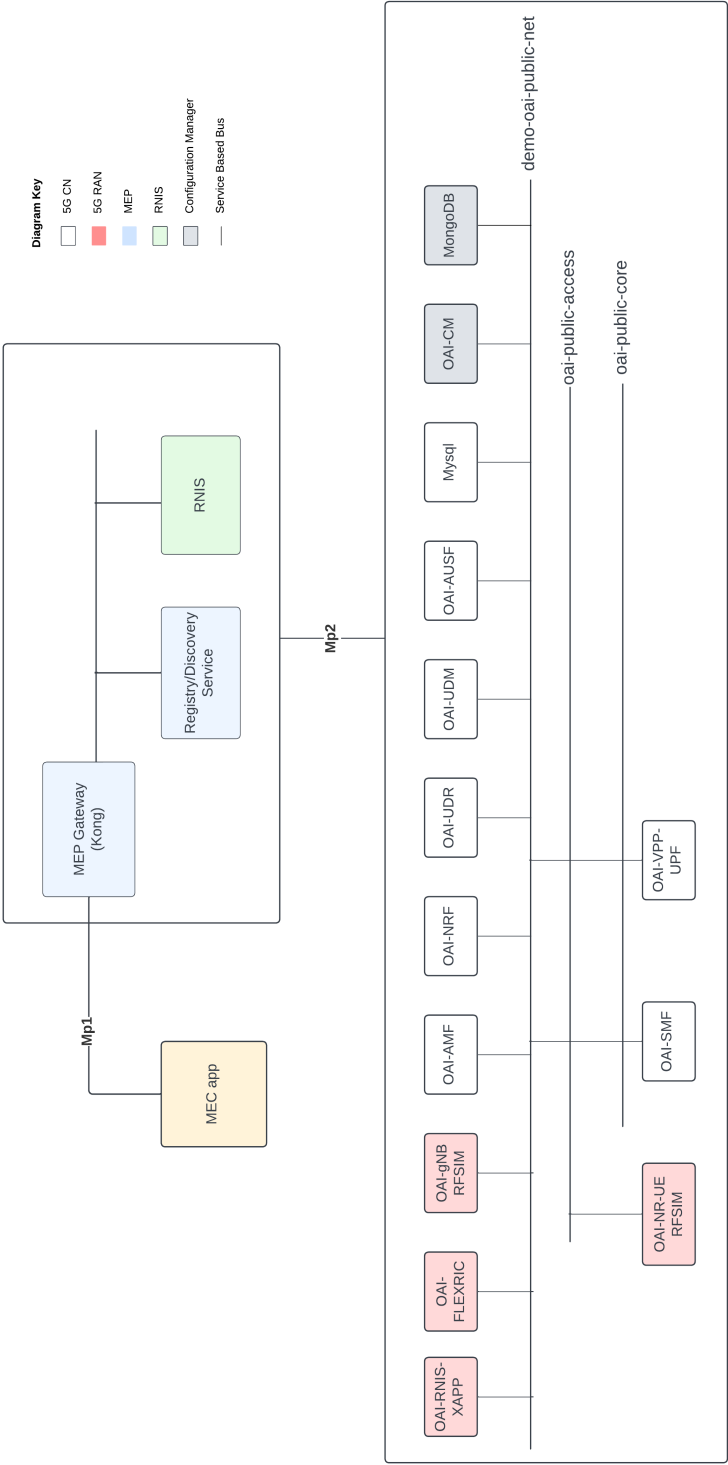 Diagram Key
5G CN
5G RAN
MEP
RNIS
Configuration Manager
Service Based Bus
MEP Gateway
(Kong)
Registry/Discovery
Service
RNIS
Mp1
MEC app
Mp2
OAI-RNIS-
XAPP
OAI-
FLEXRIC
OAI-gNB
RFSIM
OAI-AMF
OAI-NRF
OAI-UDR
OAI-UDM
OAI-AUSF
Mysql
OAI-CM
MongoDB
demo-oai-public-net
oai-public-access
oai-public-core
OAI-NR-UE
RFSIM
OAI-SMF
OAI-VPP-
UPF